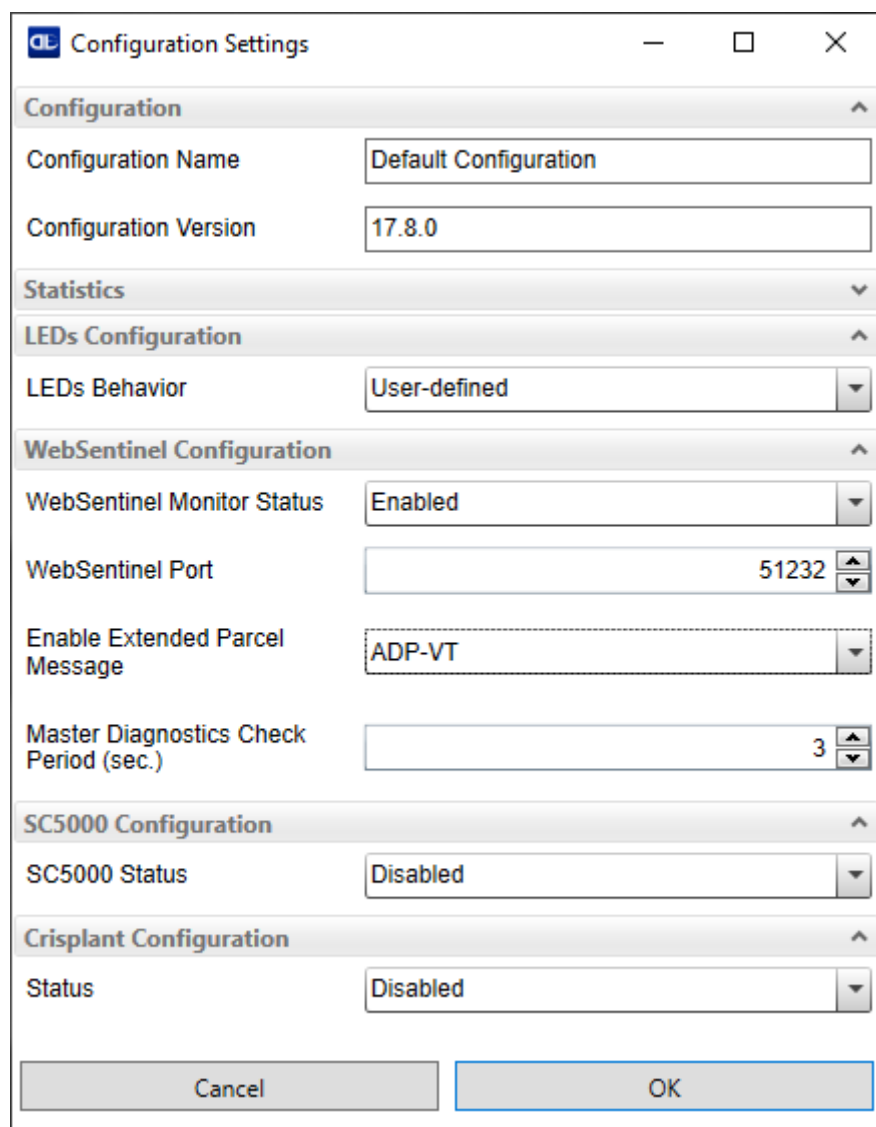 Configuration Settings
Configuration
Configuration Name
Default Configuration
Configuration Version
17.8.0
Statistics
LEDs Configuration
LEDs Behavior
User-defined
WebSentinel Configuration
WebSentinel Monitor Status
Enabled
WebSentinel Port
51232
Enable Extended Parcel
Message
ADP-VT
Master Diagnostics Check
Period (sec.)
3
SC5000 Configuration
SC5000 Status
Disabled
Crisplant Configuration
Status
Disabled
Cancel
OK